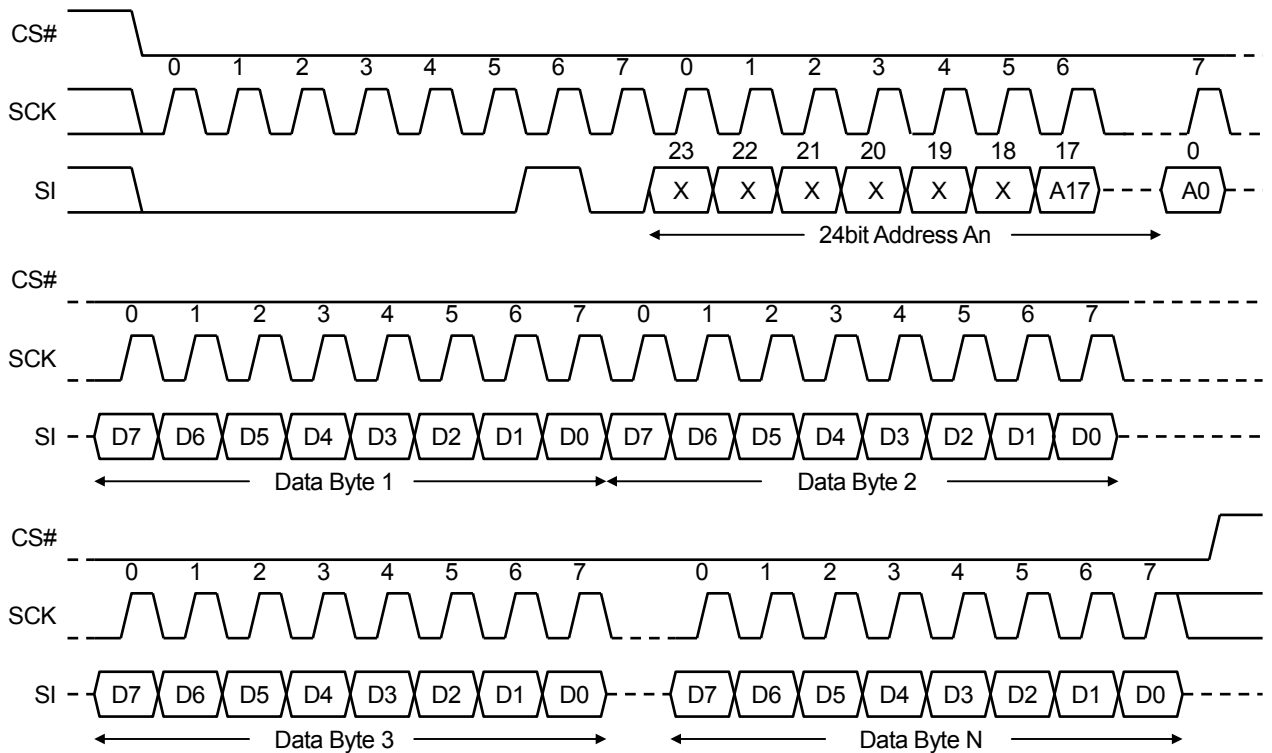 CS#
0 1 2 3 4 5 6 7 0 1 2 3 4 5 6 7
SCK
23 22 21 20 19 18 17 0
SI X X X X X X A17 A0
24bit Address An
CS#
0 1 2 3 4 5 6 7 0 1 2 3 4 5 6 7
SCK
SI D7 D6 D5 D4 D3 D2 D1 D0 D7 D6 D5 D4 D3 D2 D1 D0
Data Byte 1 Data Byte 2
CS#
0 1 2 3 4 5 6 7 0 1 2 3 4 5 6 7
SCK
SI D7 D6 D5 D4 D3 D2 D1 D0 D7 D6 D5 D4 D3 D2 D1 D0
Data Byte 3 Data Byte N